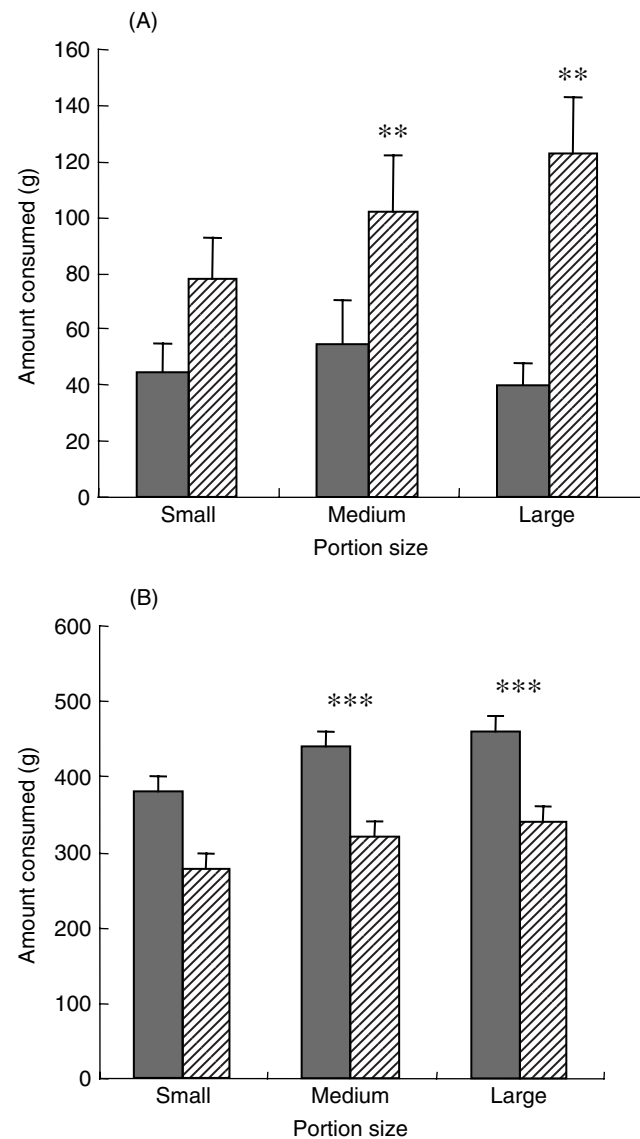 (A)
160
140
120
100
80
60
40
20
0
Amount consumed (g)
**
**
Small Medium Large
Portion size
(B)
600
500
400
300
200
100
0
Amount consumed (g)
***
***
Small Medium Large
Portion size